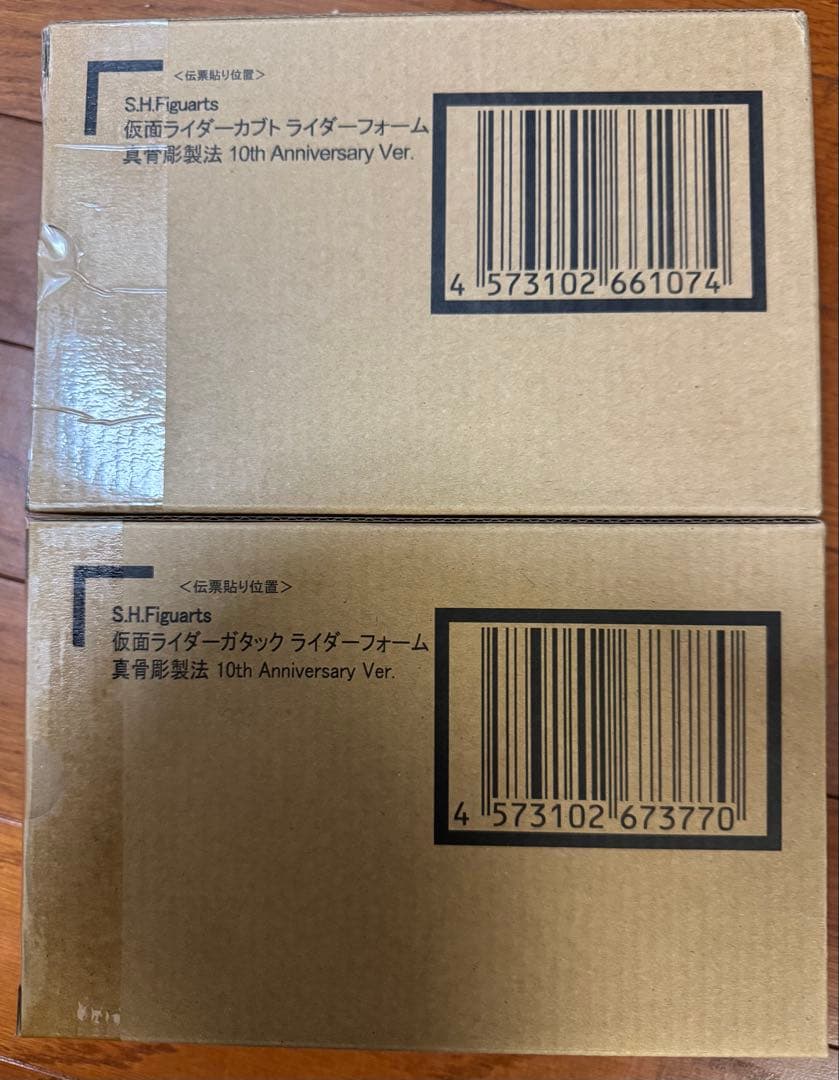 ＜伝票貼り位置＞
S.H.Figuarts
仮面ライダーカブト ライダーフォーム
真骨彫製法 10th Anniversary Ver.
4 573102 661074
＜伝票貼り位置＞
S.H.Figuarts
仮面ライダーガタック ライダーフォーム
真骨彫製法 10th Anniversary Ver.
4 573102 673770